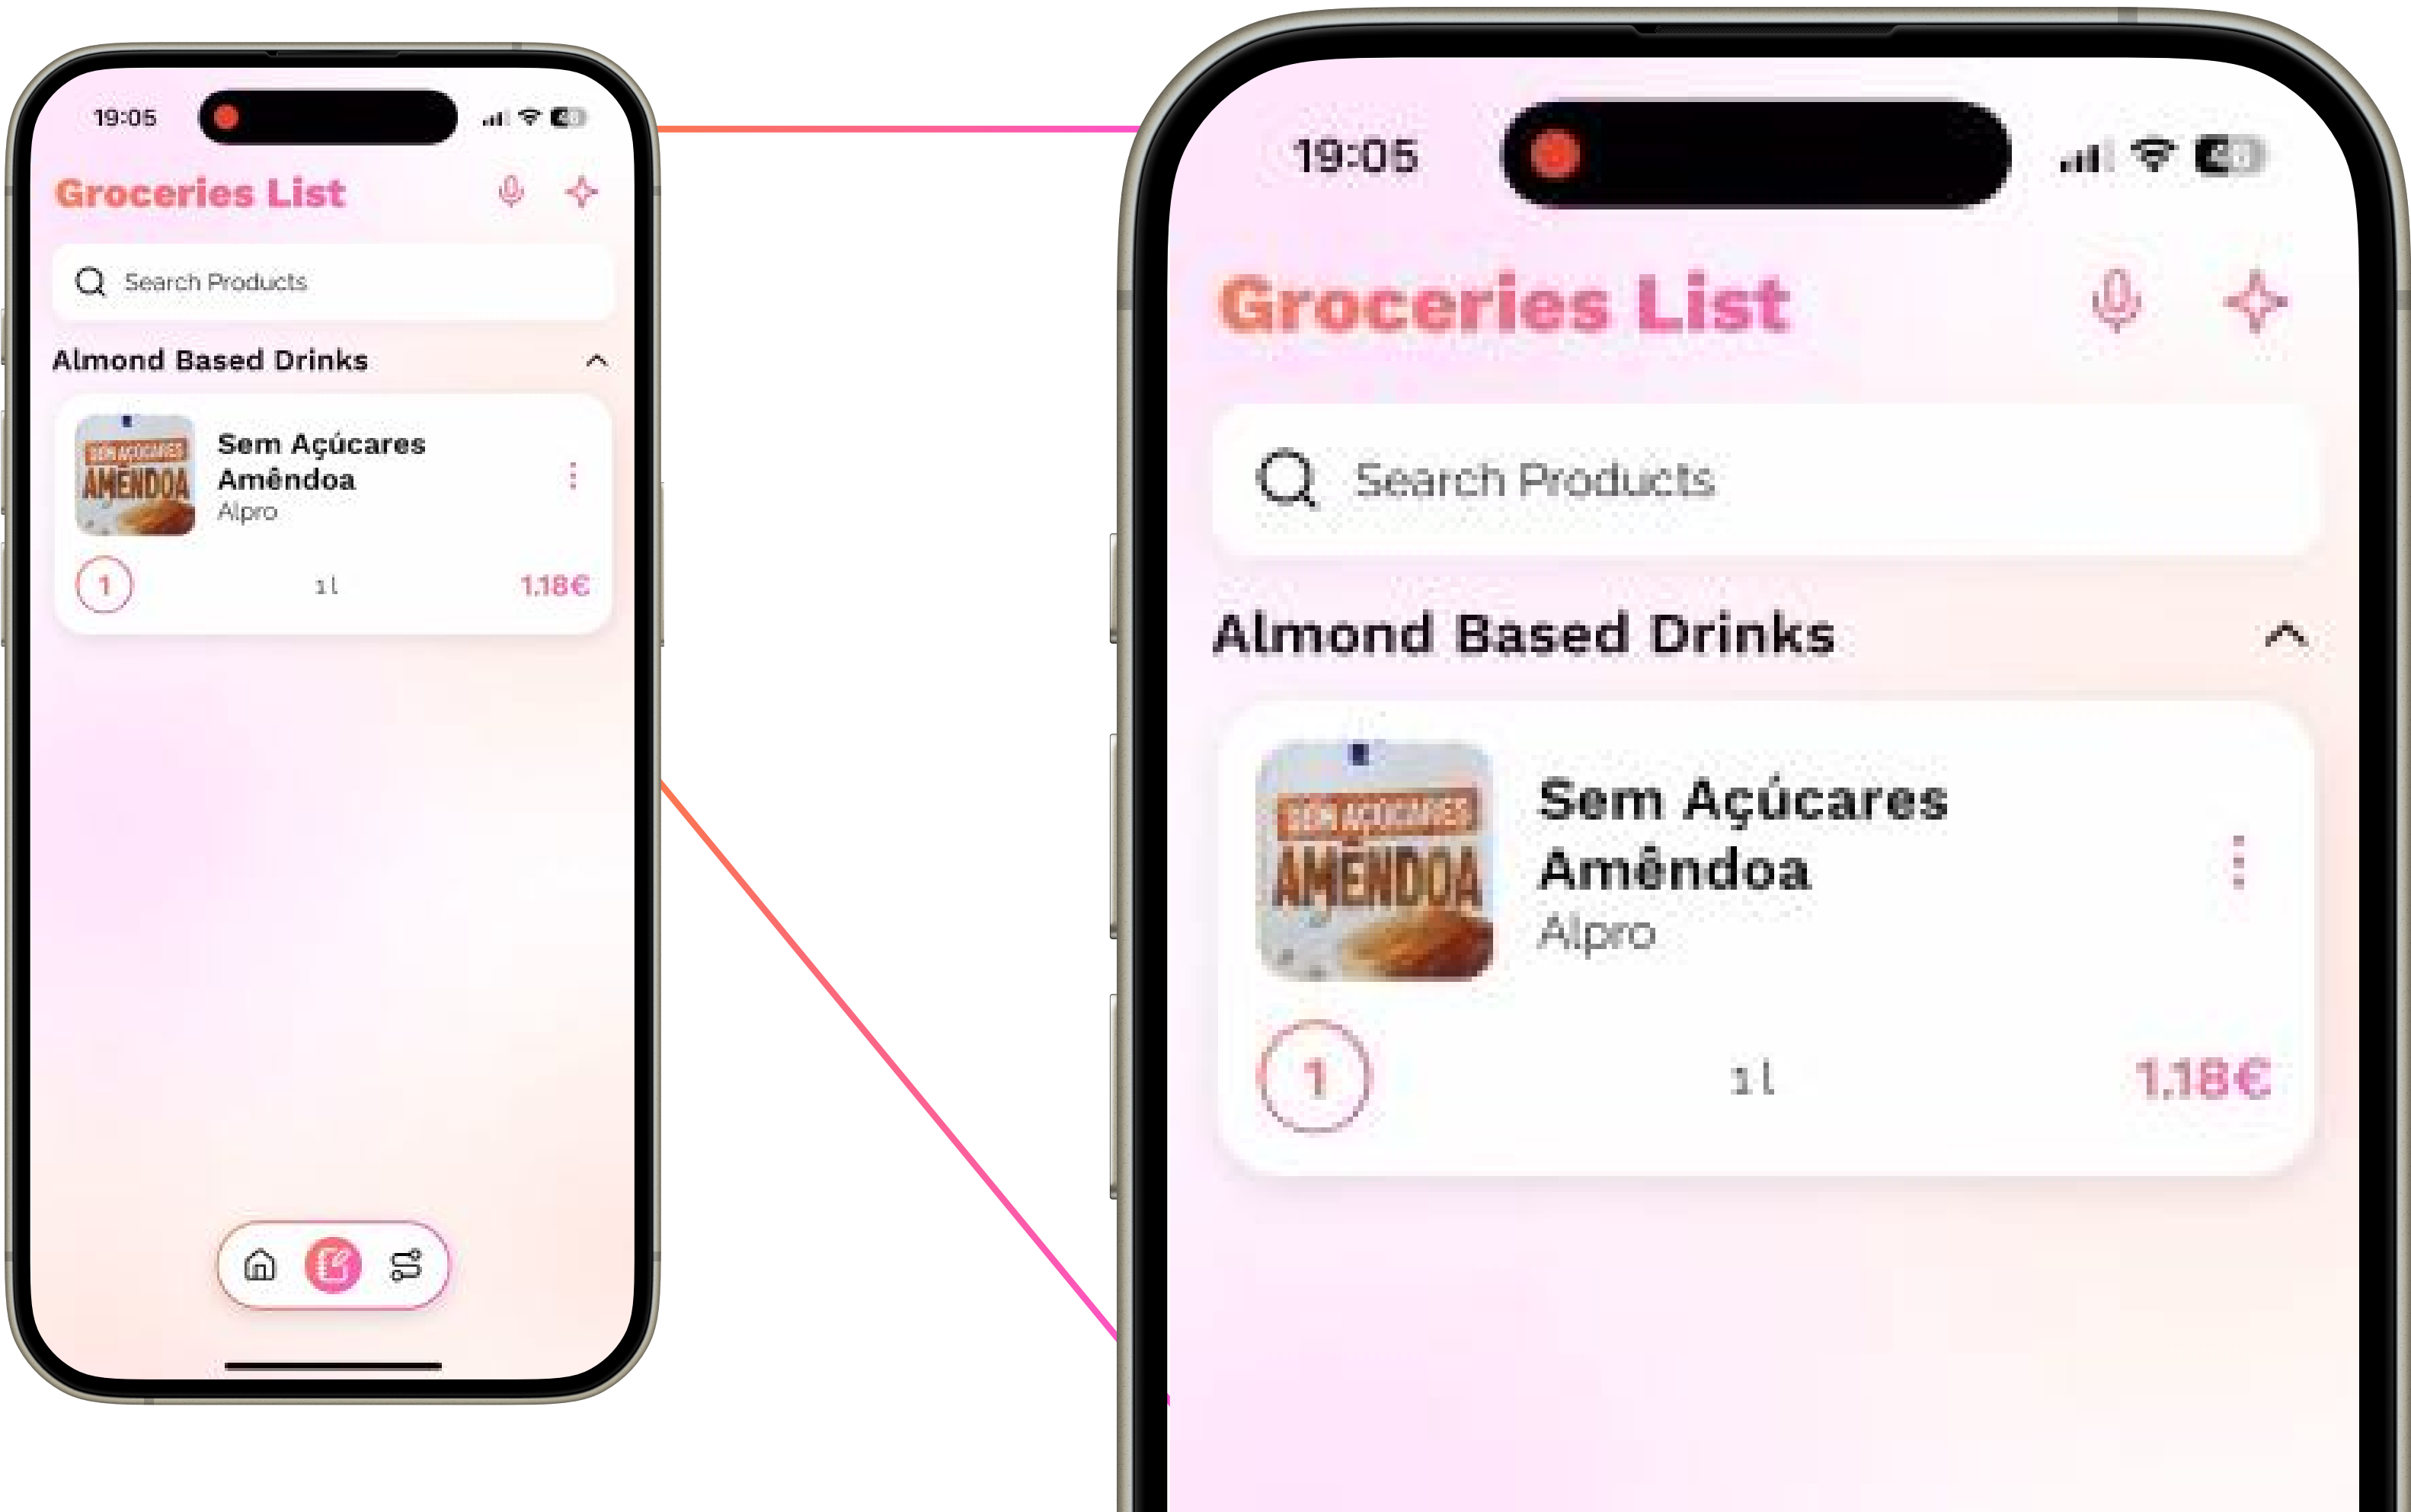 19:05
Groceries List
Search Products
Almond Based Drinks
SEM AÇÚCARES
AMÊNDOA
Sem Açúcares
Amêndoa
Alpro
1
1 l
1.18€
19:05
Groceries List
Search Products
Almond Based Drinks
SEM AÇÚCARES
AMÊNDOA
Sem Açúcares
Amêndoa
Alpro
1
1 l
1.18€